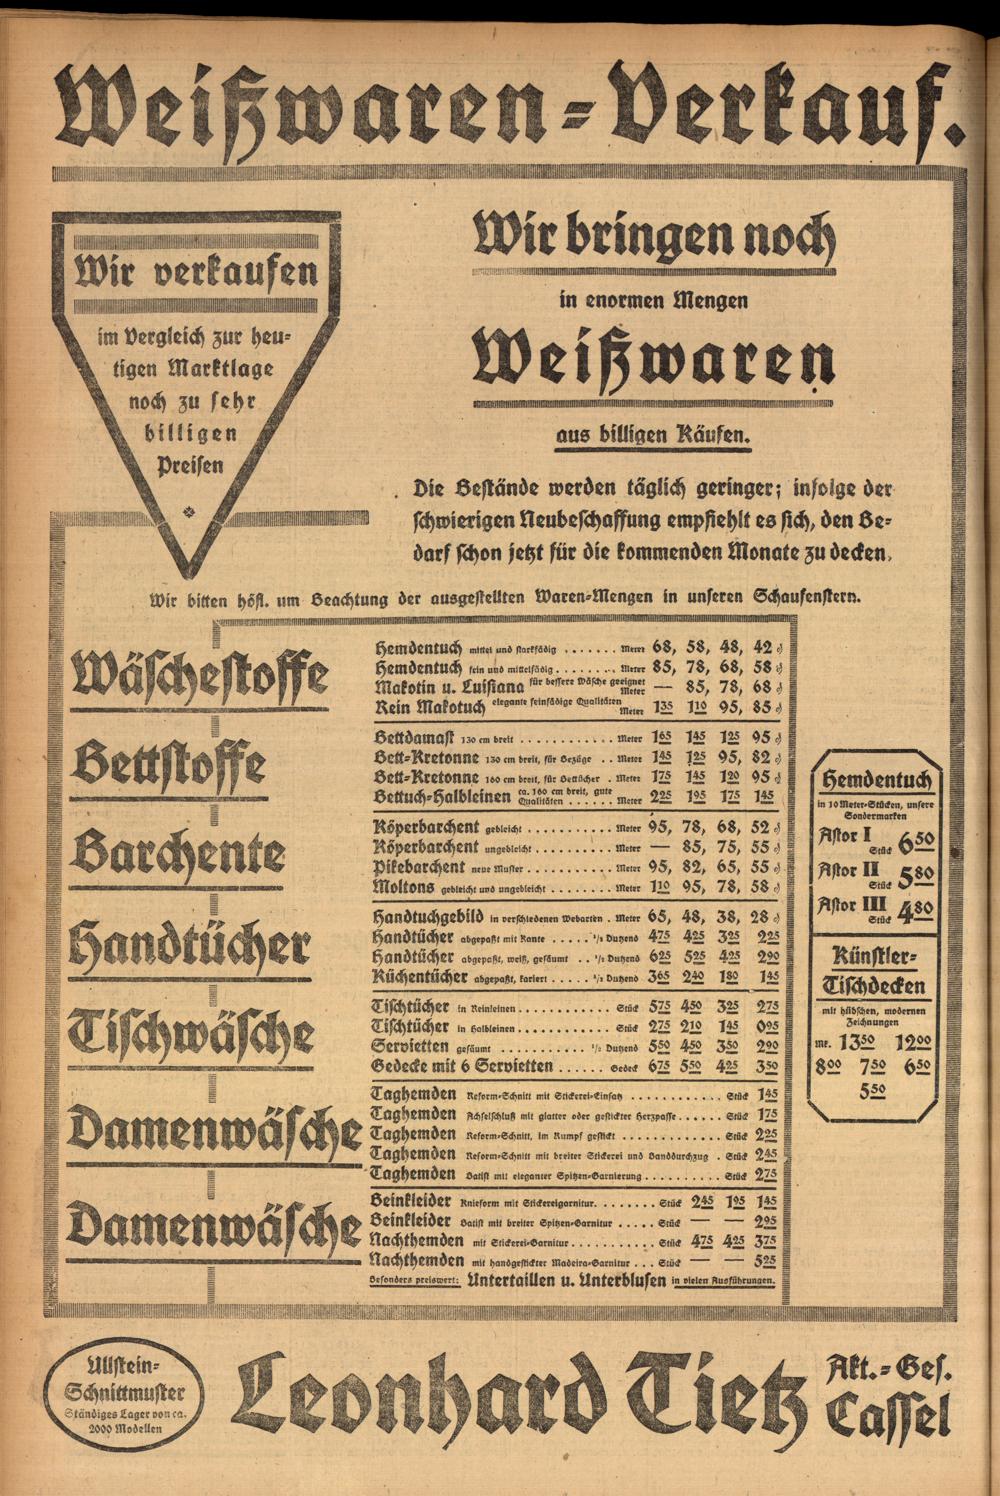 Weißwaren-Verkauf.
Wir verkaufen
im Vergleich zur heu-
tigen Marktlage
noch zu sehr
billigen
Preisen
Wir bringen noch
in enormen Mengen
Weißwaren
aus billigen Käufen.
Die Bestände werden täglich geringer; infolge der
schwierigen Neubeschaffung empfiehlt es sich, den Be-
darf schon jetzt für die kommenden Monate zu decken.
Wir bitten höfl. um Beachtung der ausgestellten Waren-Mengen in unseren Schaufenstern.
Wäschestoffe
Hemdentuch mittel und starkfädig ....... Meter 68, 58, 48, 42 ₰
Hemdentuch fein und mittelfädig ........ Meter 85, 78, 68, 58 ₰
Makotin u. Luisiana für bessere Wäsche geeignet Meter — 85, 78, 68 ₰
Rein Makotuch elegante feinfädige Qualitäten Meter 135 110 95, 85 ₰
Bettstoffe
Bettdamast 130 cm breit ............ Meter 165 145 125 95 ₰
Bett-Kretonne 130 cm breit, für Bezüge .. Meter 145 125 95, 82 ₰
Bett-Kretonne 160 cm breit, für Bettücher . Meter 175 145 120 95 ₰
Bettuch-Halbleinen ca. 160 cm breit, gute Qualitäten ...... Meter 225 195 175 145
Barchente
Köperbarchent gebleicht ........... Meter 95, 78, 68, 52 ₰
Köperbarchent ungebleicht .......... Meter — 85, 75, 55 ₰
Pikebarchent neue Muster ........... Meter 95, 82, 65, 55 ₰
Moltons gebleicht und ungebleicht ........ Meter 110 95, 78, 58 ₰
Handtücher
Handtuchgebild in verschiedenen Webarten . Meter 65, 48, 38, 28 ₰
Handtücher abgepaßt mit Kante ..... ½ Dutzend 475 425 325 225
Handtücher abgepaßt, weiß, gesäumt .. ½ Dutzend 625 525 425 290
Küchentücher abgepaßt, kariert ..... ½ Dutzend 365 240 180 145
Tischwäsche
Tischtücher in Reinleinen ............ Stück 575 450 325 275
Tischtücher in Halbleinen ............ Stück 275 210 145 095
Servietten gesäumt .......... ½ Dutzend 550 450 350 290
Gedecke mit 6 Servietten ...... Gedeck 675 550 425 350
Damenwäsche
Taghemden Reform-Schnitt mit Stickerei-Einsatz ............ Stück 145
Taghemden Achselschluß mit glatter oder gestickter Herzpasse ...... Stück 175
Taghemden Reform-Schnitt, im Rumpf gestickt ............. Stück 225
Taghemden Reform-Schnitt mit breiter Stickerei und Banddurchzug . Stück 245
Taghemden Batist mit eleganter Spitzen-Garnierung .......... Stück 275
Damenwäsche
Beinkleider Knieform mit Stickereigarnitur ........ Stück 245 195 145
Beinkleider Batist mit breiter Spitzen-Garnitur ..... Stück — — 295
Nachthemden mit Stickerei-Garnitur ........... Stück 475 425 375
Nachthemden mit handgestickter Madeira-Garnitur ... Stück — — 525
Besonders preiswert: Untertaillen u. Unterblusen in vielen Ausführungen.
Hemdentuch
in 10 Meter-Stücken, unsere
Sondermarken
Astor I Stück 650
Astor II Stück 580
Astor III Stück 480
Künstler-
Tischdecken
mit hübschen, modernen
Zeichnungen
Mk. 1350 1200
800 750 650
550
Ullstein-
Schnittmuster
Ständiges Lager von ca.
2000 Modellen
Leonhard Tietz
Akt.-Ges.
Cassel